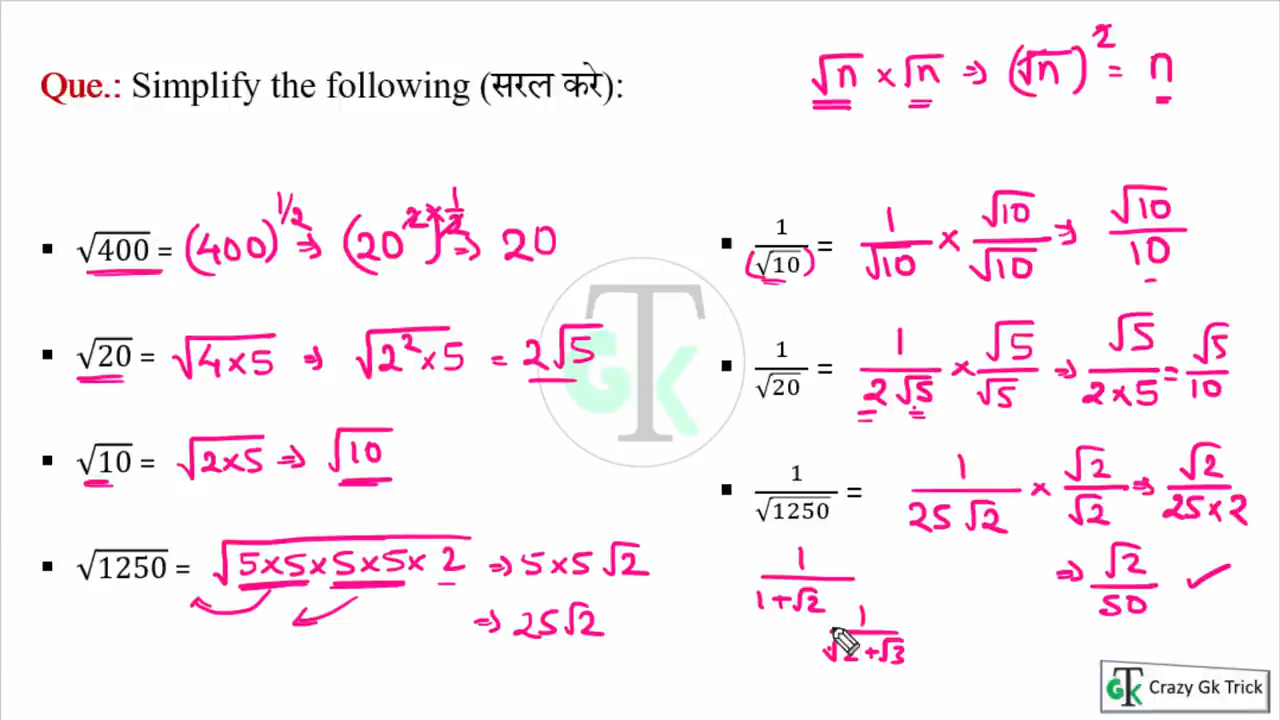 Que.: Simplify the following (सरल करे):
√n × √n ⇒ (√n)² = n
▪ √400 = (400)^1/2 ⇒ (20^2×1/2) ⇒ 20
▪ √20 = √4×5 ⇒ √2²×5 = 2√5
▪ √10 = √2×5 ⇒ √10
▪ √1250 = √5×5×5×5×2 ⇒ 5×5√2
⇒ 25√2
▪ 1/√10 = 1/√10 × √10/√10 ⇒ √10/10
▪ 1/√20 = 1/2√5 × √5/√5 ⇒ √5/2×5 = √5/10
▪ 1/√1250 = 1/25√2 × √2/√2 ⇒ √2/25×2
⇒ √2/50 ✓
1/1+√2
1/√2+√3
TGK
TGK Crazy Gk Trick